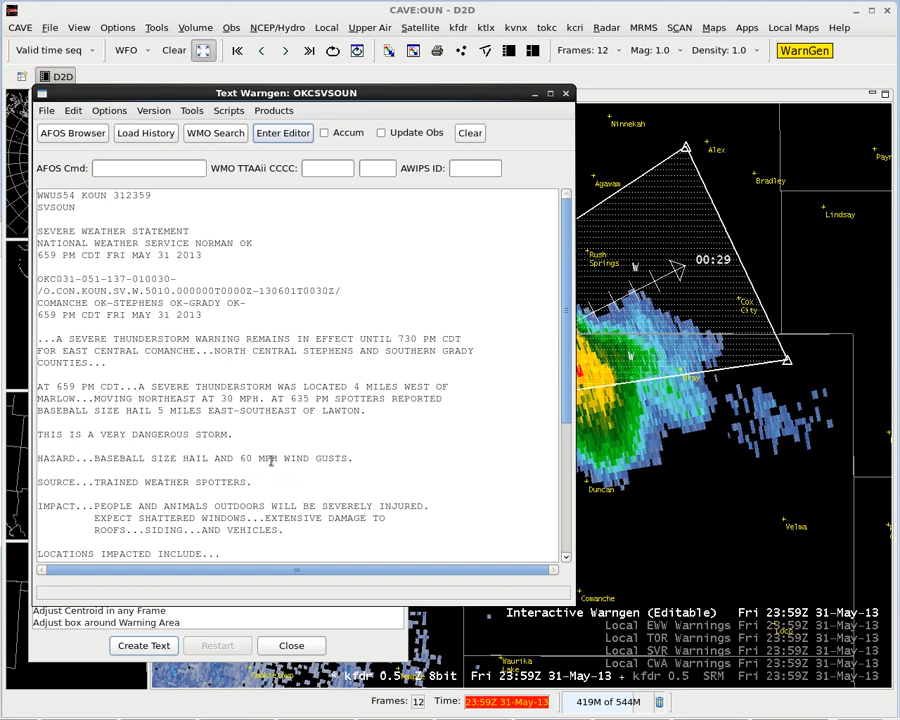 CAVE:OUN - D2D
CAVE File View Options Tools Volume Obs NCEP/Hydro Local Upper Air Satellite kfdr ktlx kvnx tokc kcri Radar MRMS SCAN Maps Apps Local Maps Help
Valid time seq WFO Clear Frames: 12 Mag: 1.0 Density: 1.0 WarnGen
D2D
Text Warngen: OKCSVSOUN
File Edit Options Version Tools Scripts Products
AFOS Browser Load History WMO Search Enter Editor Accum Update Obs Clear
AFOS Cmd: WMO TTAAii CCCC: AWIPS ID:
WWUS54 KOUN 312359
SVSOUN
SEVERE WEATHER STATEMENT
NATIONAL WEATHER SERVICE NORMAN OK
659 PM CDT FRI MAY 31 2013
OKC031-051-137-010030-
/O.CON.KOUN.SV.W.5010.000000T0000Z-130601T0030Z/
COMANCHE OK-STEPHENS OK-GRADY OK-
659 PM CDT FRI MAY 31 2013
...A SEVERE THUNDERSTORM WARNING REMAINS IN EFFECT UNTIL 730 PM CDT
FOR EAST CENTRAL COMANCHE...NORTH CENTRAL STEPHENS AND SOUTHERN GRADY
COUNTIES...
AT 659 PM CDT...A SEVERE THUNDERSTORM WAS LOCATED 4 MILES WEST OF
MARLOW...MOVING NORTHEAST AT 30 MPH. AT 635 PM SPOTTERS REPORTED
BASEBALL SIZE HAIL 5 MILES EAST-SOUTHEAST OF LAWTON.
THIS IS A VERY DANGEROUS STORM.
HAZARD...BASEBALL SIZE HAIL AND 60 MPH WIND GUSTS.
SOURCE...TRAINED WEATHER SPOTTERS.
IMPACT...PEOPLE AND ANIMALS OUTDOORS WILL BE SEVERELY INJURED.
EXPECT SHATTERED WINDOWS...EXTENSIVE DAMAGE TO
ROOFS...SIDING...AND VEHICLES.
LOCATIONS IMPACTED INCLUDE...
Adjust Centroid in any Frame
Adjust box around Warning Area
Create Text Restart Close
Ninnekah
Alex
Agawam
Bradley
Lindsay
Rush Springs
W
00:29
Cox City
W
Bray
Duncan
Velma
Comanche
Loco
Waurika Lake
Interactive Warngen (Editable) Fri 23:59Z 31-May-13
Local EWW Warnings Fri 23:59Z 31-May-13
Local TOR Warnings Fri 23:59Z 31-May-13
Local SVR Warnings Fri 23:59Z 31-May-13
Local CWA Warnings Fri 23:59Z 31-May-13
kfdr 0.5 Z 8bit Fri 23:59Z 31-May-13 + kfdr 0.5 SRM Fri 23:59Z 31-May-13
Frames: 12 Time: 23:59Z 31-May-13 419M of 544M